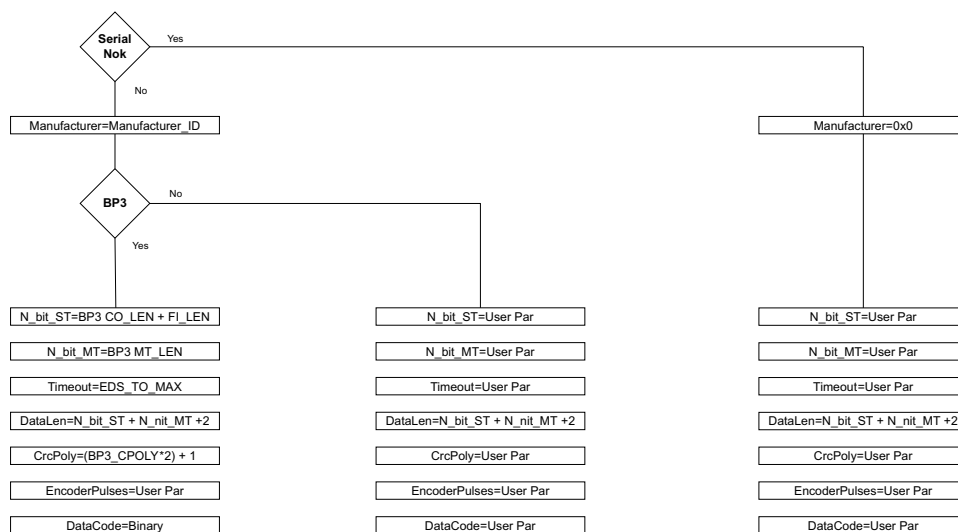 Serial
Nok
Yes
No
Manufacturer=Manufacturer_ID
Manufacturer=0x0
BP3
No
Yes
N_bit_ST=BP3 CO_LEN + FI_LEN
N_bit_ST=User Par
N_bit_ST=User Par
N_bit_MT=BP3 MT_LEN
N_bit_MT=User Par
N_bit_MT=User Par
Timeout=EDS_TO_MAX
Timeout=User Par
Timeout=User Par
DataLen=N_bit_ST + N_nit_MT +2
DataLen=N_bit_ST + N_nit_MT +2
DataLen=N_bit_ST + N_nit_MT +2
CrcPoly=(BP3_CPOLY*2) + 1
CrcPoly=User Par
CrcPoly=User Par
EncoderPulses=User Par
EncoderPulses=User Par
EncoderPulses=User Par
DataCode=Binary
DataCode=User Par
DataCode=User Par